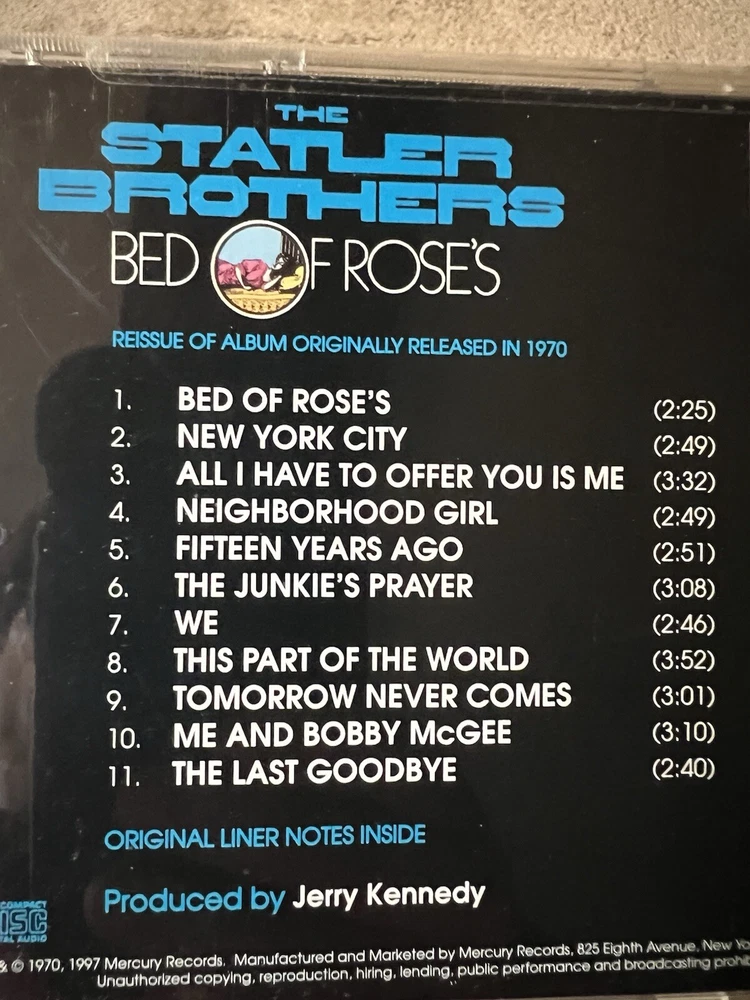 THE
STATLER
BROTHERS
BED OF ROSE'S
REISSUE OF ALBUM ORIGINALLY RELEASED IN 1970
1. BED OF ROSE'S (2:25)
2. NEW YORK CITY (2:49)
3. ALL I HAVE TO OFFER YOU IS ME (3:32)
4. NEIGHBORHOOD GIRL (2:49)
5. FIFTEEN YEARS AGO (2:51)
6. THE JUNKIE'S PRAYER (3:08)
7. WE (2:46)
8. THIS PART OF THE WORLD (3:52)
9. TOMORROW NEVER COMES (3:01)
10. ME AND BOBBY McGEE (3:10)
11. THE LAST GOODBYE (2:40)
ORIGINAL LINER NOTES INSIDE
Produced by Jerry Kennedy
COMPACT
DISC
AUDIO
& © 1970, 1997 Mercury Records. Manufactured and Marketed by Mercury Records, 825 Eighth Avenue, New
Unauthorized copying, reproduction, hiring, lending, public performance and broadcasting